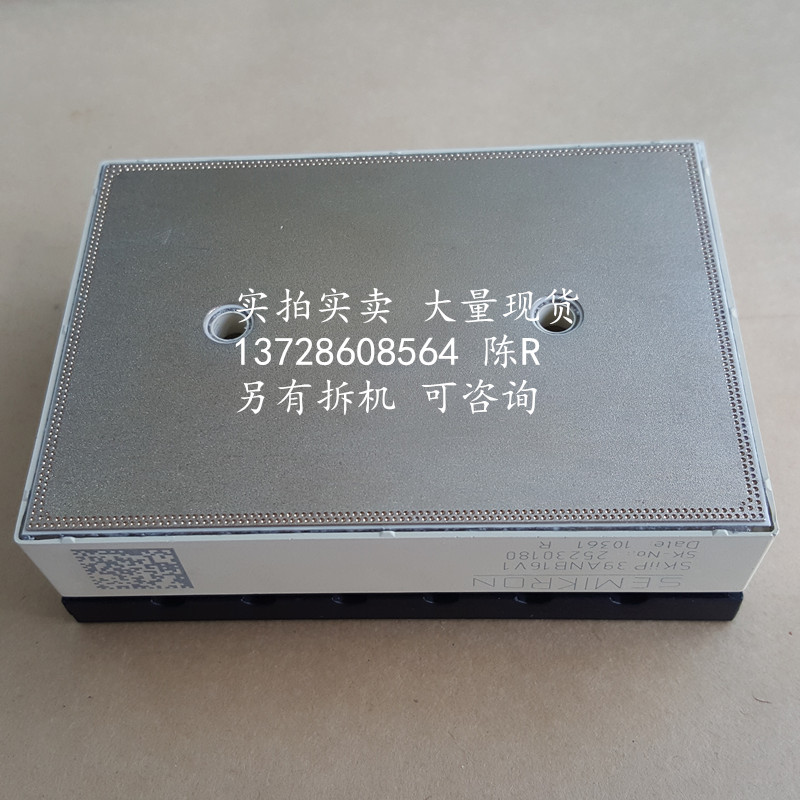 实拍实卖 大量现货
13728608564 陈R
另有拆机 可咨询
SEMIKRON
SKiiP 39ANB16V1
SK-No. 25230180
Date: 10361 R